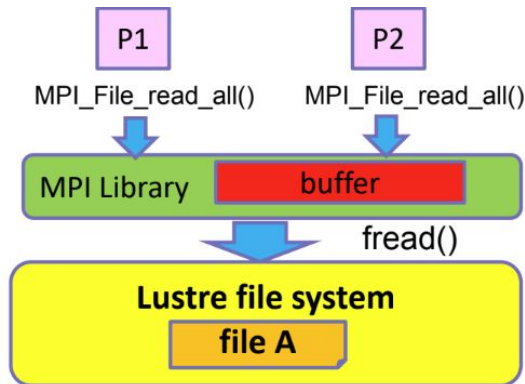 P1 P2
MPI_File_read_all() MPI_File_read_all()
MPI Library buffer
fread()
Lustre file system
file A